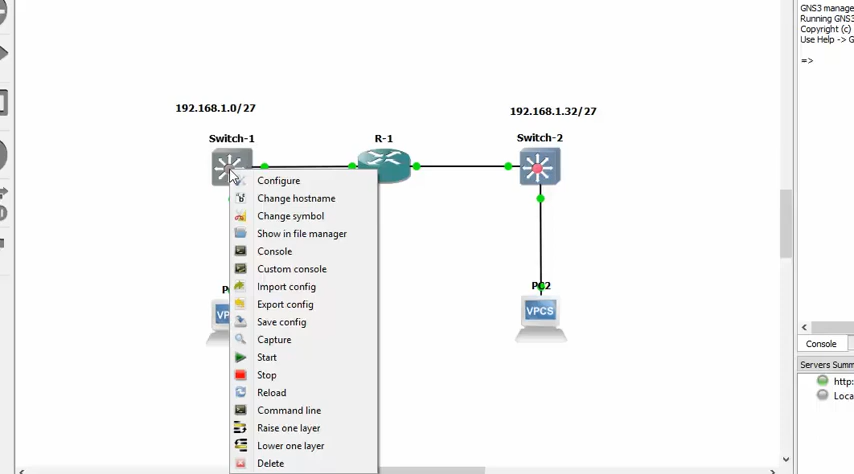 GNS3 manage
Running GNS3
Copyright (c)
Use Help -> G
=>
192.168.1.0/27
192.168.1.32/27
Switch-1
R-1
Switch-2
Configure
Change hostname
Change symbol
Show in file manager
Console
Custom console
Import config
Export config
Save config
Capture
Start
Stop
Reload
Command line
Raise one layer
Lower one layer
Delete
P
VPC
PC2
VPCS
Console
Servers Summ
http:
Loca